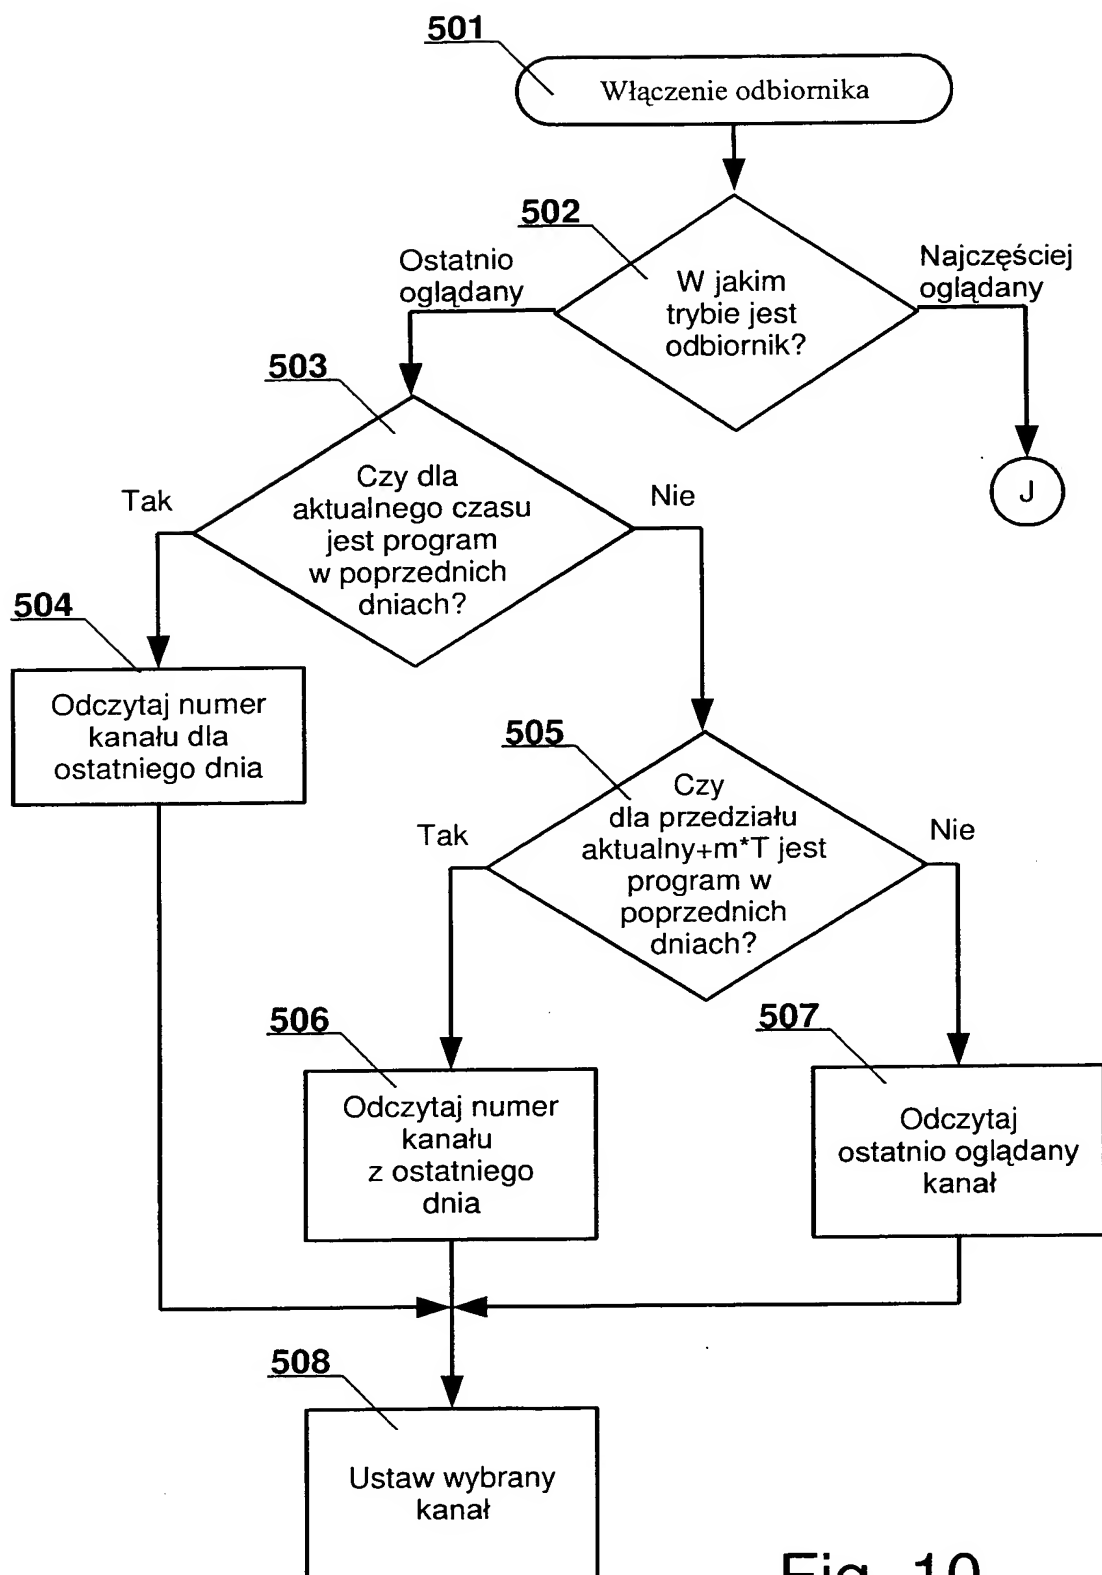 501
Włączenie odbiornika
502
Ostatnio
oglądany
Najczęściej
oglądany
W jakim
trybie jest
odbiornik?
503
J
Czy dla
aktualnego czasu
jest program
w poprzednich
dniach?
Tak
Nie
504
Odczytaj numer
kanału dla
ostatniego dnia
505
Czy
dla przedziału
aktualny+m*T jest
program w
poprzednich
dniach?
Tak
Nie
506
Odczytaj numer
kanału
z ostatniego
dnia
507
Odczytaj
ostatnio oglądany
kanał
508
Ustaw wybrany
kanał
Fig. 10